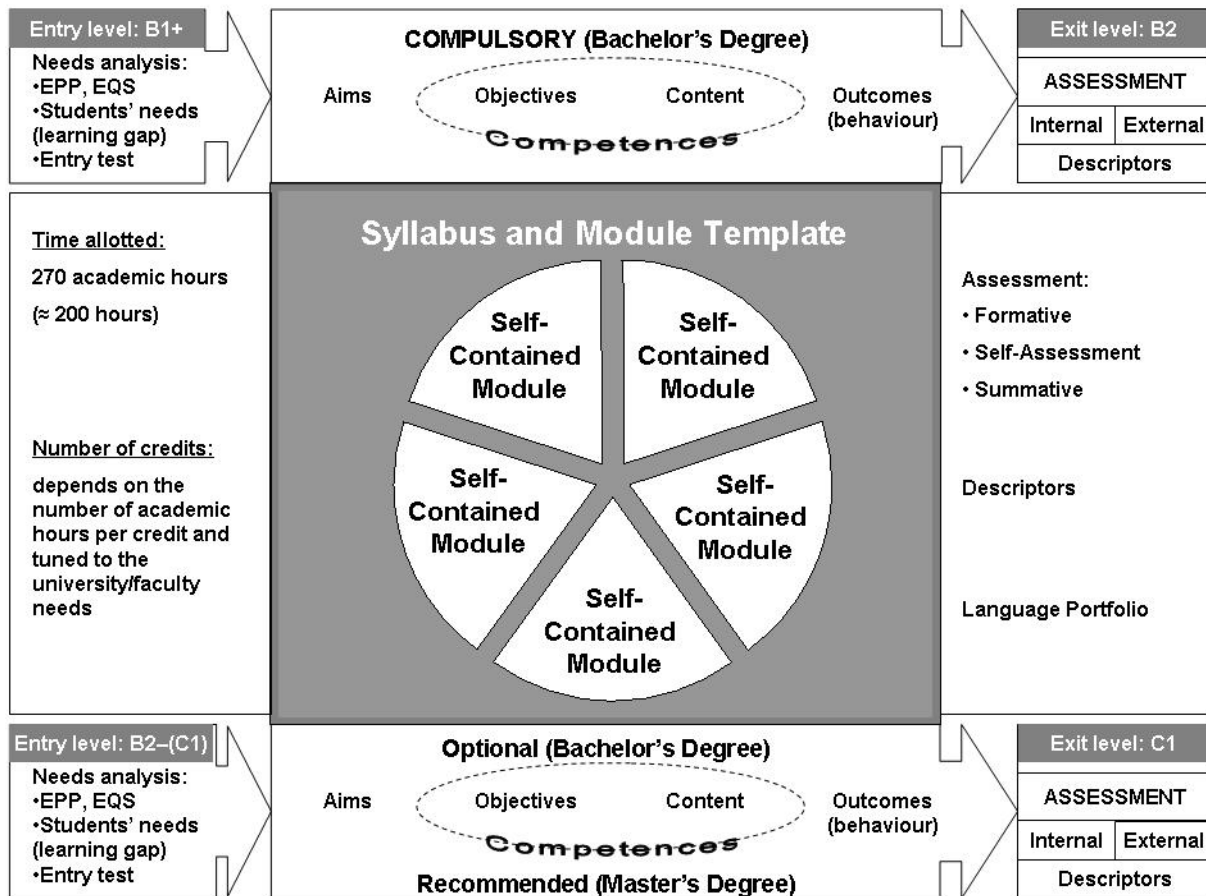 Entry level: B1+
Needs analysis:
•EPP, EQS
•Students' needs
(learning gap)
•Entry test
COMPULSORY (Bachelor's Degree)
Aims
Objectives
Content
Outcomes
(behaviour)
Competences
Exit level: B2
ASSESSMENT
Internal
External
Descriptors
Time allotted:
270 academic hours
(≈ 200 hours)
Number of credits:
depends on the
number of academic
hours per credit and
tuned to the
university/faculty
needs
Syllabus and Module Template
Self-
Contained
Module
Self-
Contained
Module
Self-
Contained
Module
Self-
Contained
Module
Self-
Contained
Module
Assessment:
• Formative
• Self-Assessment
• Summative
Descriptors
Language Portfolio
Entry level: B2–(C1)
Needs analysis:
•EPP, EQS
•Students' needs
(learning gap)
•Entry test
Optional (Bachelor's Degree)
Aims
Objectives
Content
Outcomes
(behaviour)
Competences
Recommended (Master's Degree)
Exit level: C1
ASSESSMENT
Internal
External
Descriptors